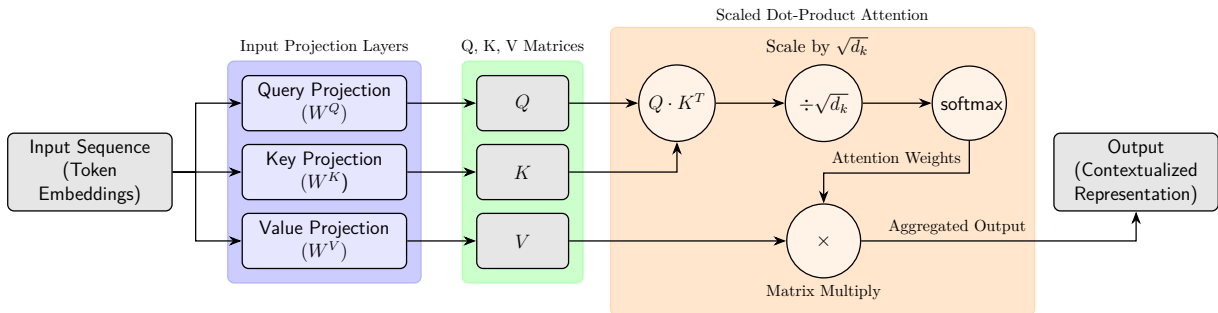 Scaled Dot-Product Attention
Input Projection Layers
Q, K, V Matrices
Scale by √d_k
Input Sequence
(Token
Embeddings)
Query Projection
(W^Q)
Key Projection
(W^K)
Value Projection
(W^V)
Q
K
V
Q · K^T
÷√d_k
softmax
Attention Weights
×
Matrix Multiply
Aggregated Output
Output
(Contextualized
Representation)